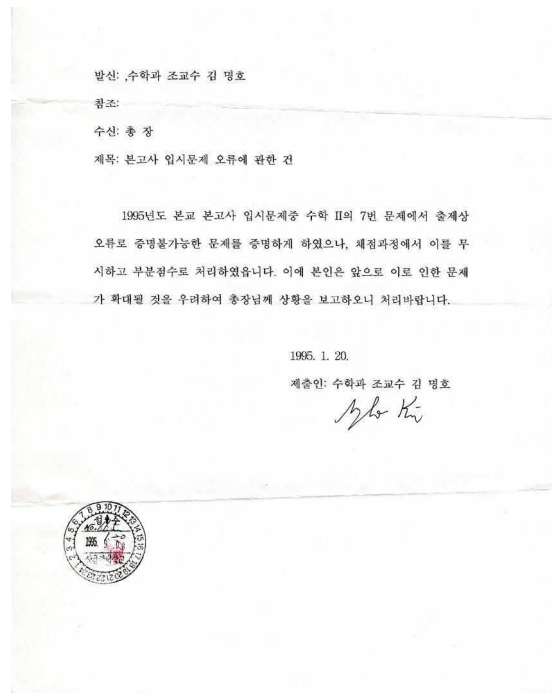 발신: ,수학과 조교수 김 명호
참조:
수신: 총 장
제목: 본고사 입시문제 오류에 관한 건
1995년도 본교 본고사 입시문제중 수학 II의 7번 문제에서 출제상
오류로 증명불가능한 문제를 증명하게 하였으나, 채점과정에서 이를 무
시하고 부분점수로 처리하였읍니다. 이에 본인은 앞으로 이로 인한 문제
가 확대될 것을 우려하여 총장님께 상황을 보고하오니 처리바랍니다.
1995. 1. 20.
제출인: 수학과 조교수 김 명호
1995.